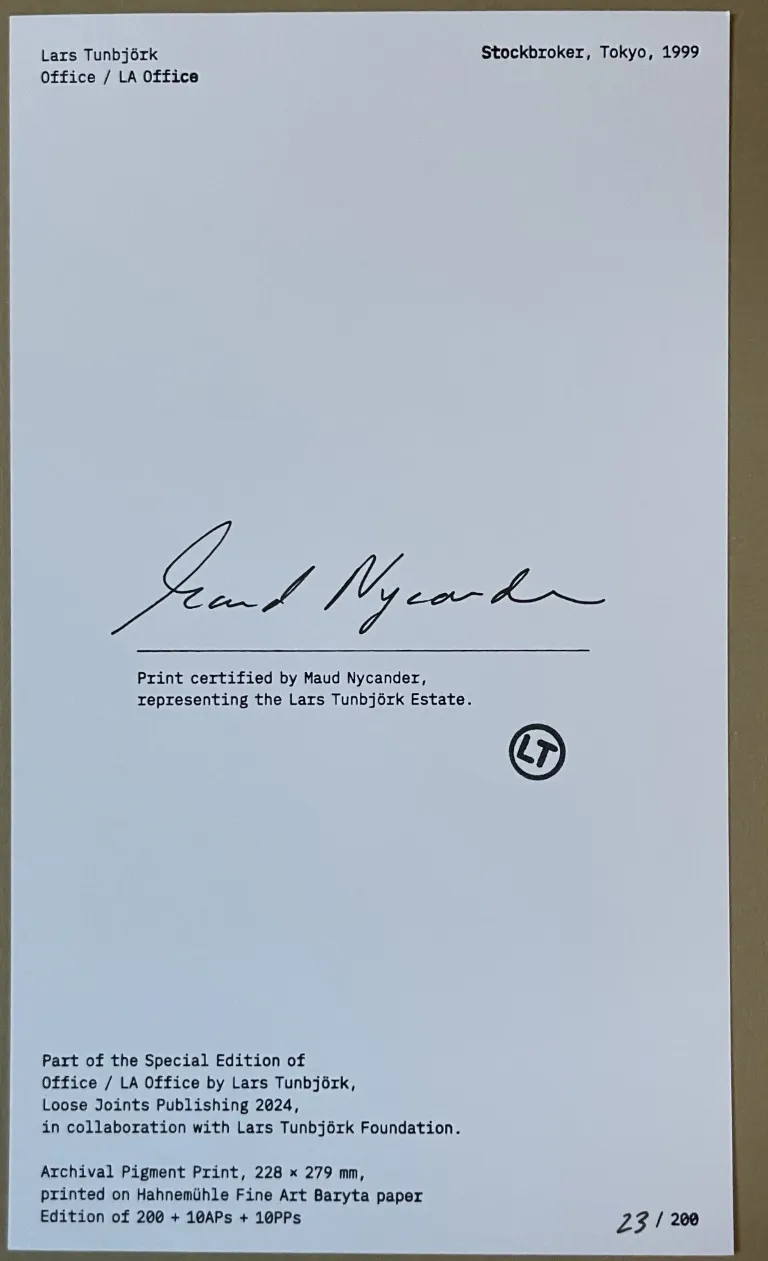 Lars Tunbjörk
Office / LA Office
Stockbroker, Tokyo, 1999
Maud Nycander
Print certified by Maud Nycander,
representing the Lars Tunbjörk Estate.
LT
Part of the Special Edition of
Office / LA Office by Lars Tunbjörk,
Loose Joints Publishing 2024,
in collaboration with Lars Tunbjörk Foundation.
Archival Pigment Print, 228 × 279 mm,
printed on Hahnemühle Fine Art Baryta paper
Edition of 200 + 10APs + 10PPs
23 / 200